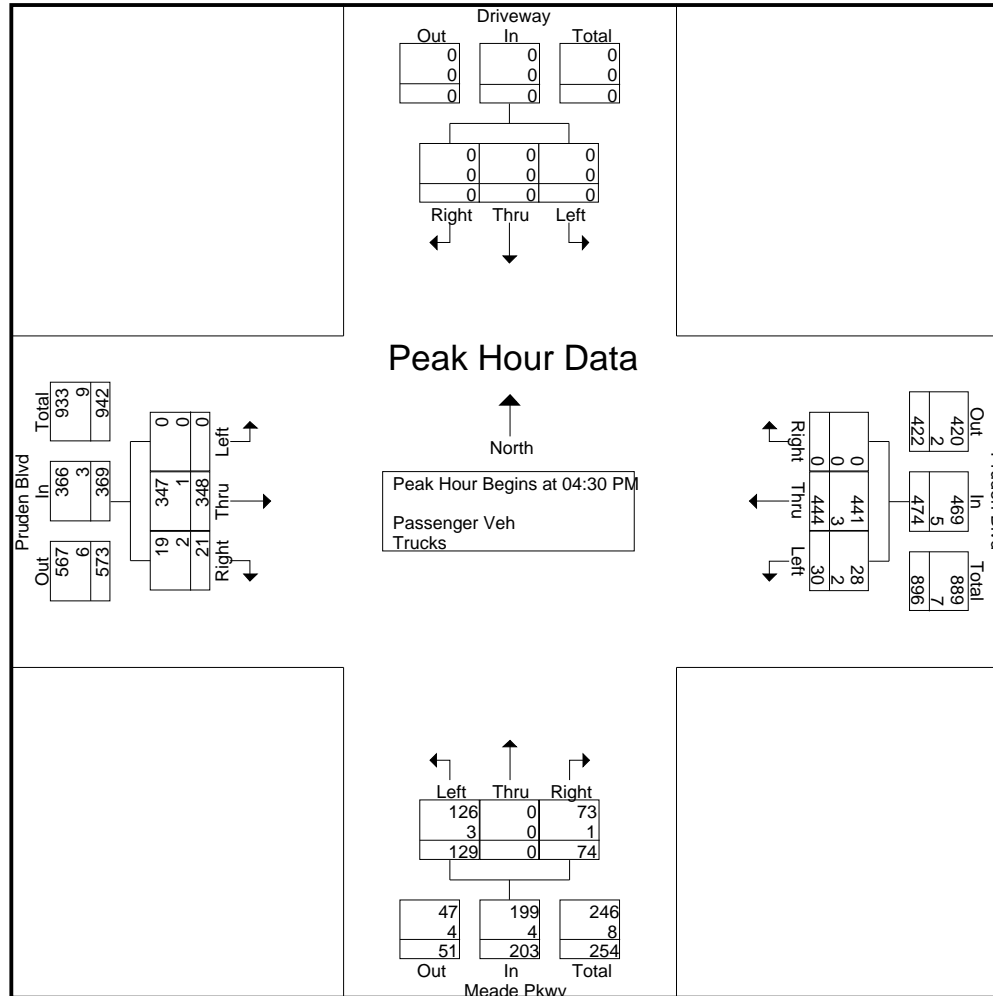 Driveway
Out In Total
0 0 0
0 0 0
0 0 0
0 0 0
0 0 0
0 0 0
Right Thru Left
Peak Hour Data
North
Peak Hour Begins at 04:30 PM
Passenger Veh
Trucks
Pruden Blvd
Total In Out
933 366 567
9 3 6
942 369 573
Left Thru Right
0 347 19
0 1 2
0 348 21
Out In Total
420 469 889
2 5 7
422 474 896
Right Thru Left
0 441 28
0 3 2
0 444 30
Left Thru Right
126 0 73
3 0 1
129 0 74
47 199 246
4 4 8
51 203 254
Out In Total
Meade Pkwy